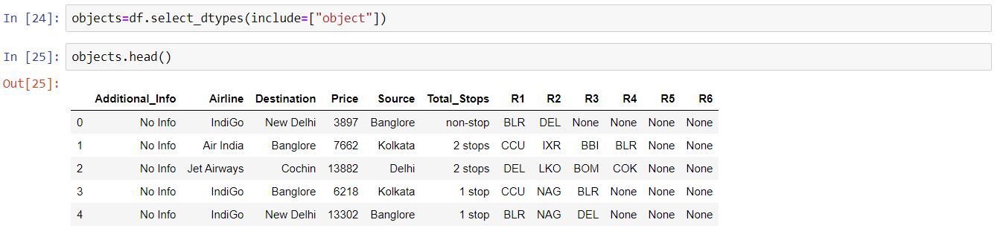 In [24]: objects=df.select_dtypes(include=["object"])
In [25]: objects.head()
Out[25]:
Additional_Info Airline Destination Price Source Total_Stops R1 R2 R3 R4 R5 R6
0 No Info IndiGo New Delhi 3897 Banglore non-stop BLR DEL None None None None
1 No Info Air India Banglore 7662 Kolkata 2 stops CCU IXR BBI BLR None None
2 No Info Jet Airways Cochin 13882 Delhi 2 stops DEL LKO BOM COK None None
3 No Info IndiGo Banglore 6218 Kolkata 1 stop CCU NAG BLR None None None
4 No Info IndiGo New Delhi 13302 Banglore 1 stop BLR NAG DEL None None None